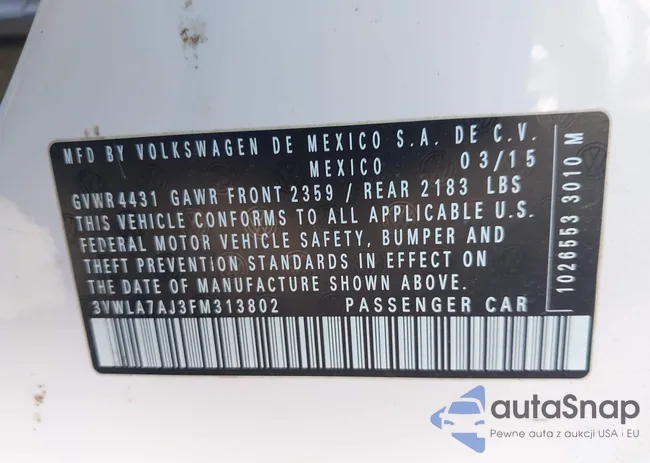 MFD BY VOLKSWAGEN DE MEXICO S.A. DE C.V.
MEXICO 03/15
GVWR4431 GAWR FRONT 2359 / REAR 2183 LBS
THIS VEHICLE CONFORMS TO ALL APPLICABLE U.S.
FEDERAL MOTOR VEHICLE SAFETY, BUMPER AND
THEFT PREVENTION STANDARDS IN EFFECT ON
THE DATE OF MANUFACTURE SHOWN ABOVE.
3VWLA7AJ3FM313802 PASSENGER CAR
1026553 3010 M
autaSnap
Pewne auta z aukcji USA i EU